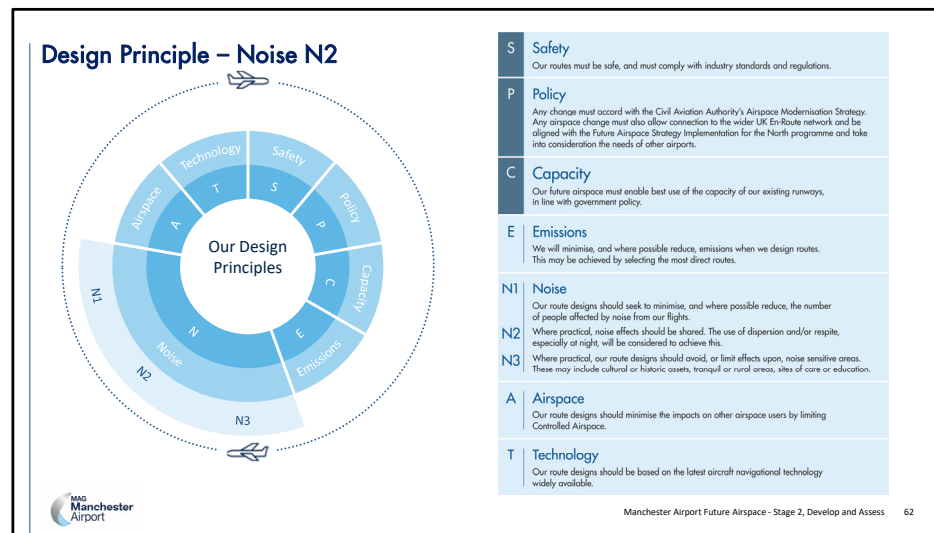 Design Principle – Noise N2
Technology
Safety
Airspace
Policy
T
S
A
P
Our Design
Principles
Capacity
C
N1
N
E
Noise
Emissions
N2
N3
S
Safety
Our routes must be safe, and must comply with industry standards and regulations.
P
Policy
Any change must accord with the Civil Aviation Authority's Airspace Modernisation Strategy.
Any airspace change must also allow connection to the wider UK En-Route network and be
aligned with the Future Airspace Strategy Implementation for the North programme and take
into consideration the needs of other airports.
C
Capacity
Our future airspace must enable best use of the capacity of our existing runways,
in line with government policy.
E
Emissions
We will minimise, and where possible reduce, emissions when we design routes.
This may be achieved by selecting the most direct routes.
N1
Noise
Our route designs should seek to minimise, and where possible reduce, the number
of people affected by noise from our flights.
N2
Where practical, noise effects should be shared. The use of dispersion and/or respite,
especially at night, will be considered to achieve this.
N3
Where practical, our route designs should avoid, or limit effects upon, noise sensitive areas.
These may include cultural or historic assets, tranquil or rural areas, sites of care or education.
A
Airspace
Our route designs should minimise the impacts on other airspace users by limiting
Controlled Airspace.
T
Technology
Our route designs should be based on the latest aircraft navigational technology
widely available.
MAG
Manchester
Airport
Manchester Airport Future Airspace - Stage 2, Develop and Assess 62